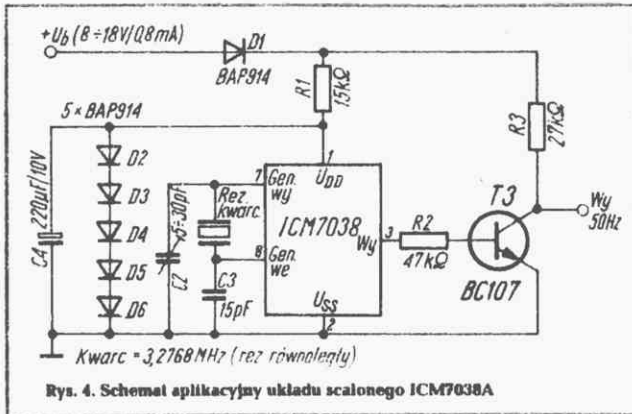 +Ub (8÷18V/0,8mA)
D1
BAP914
R1
15kΩ
R3
27kΩ
5×BAP914
C4
220μF/10V
D2
D3
D4
D5
D6
5÷30pF
C2
Rez.
kwarc.
C3
15pF
7
Gen.
wy
8
Gen.
we
1
UDD
ICM7038
Wy
3
USS
2
R2
47kΩ
T3
BC107
Wy
50Hz
Kwarc = 3,2768 MHz (rez równoległy)
Rys. 4. Schemat aplikacyjny układu scalonego ICM7038A